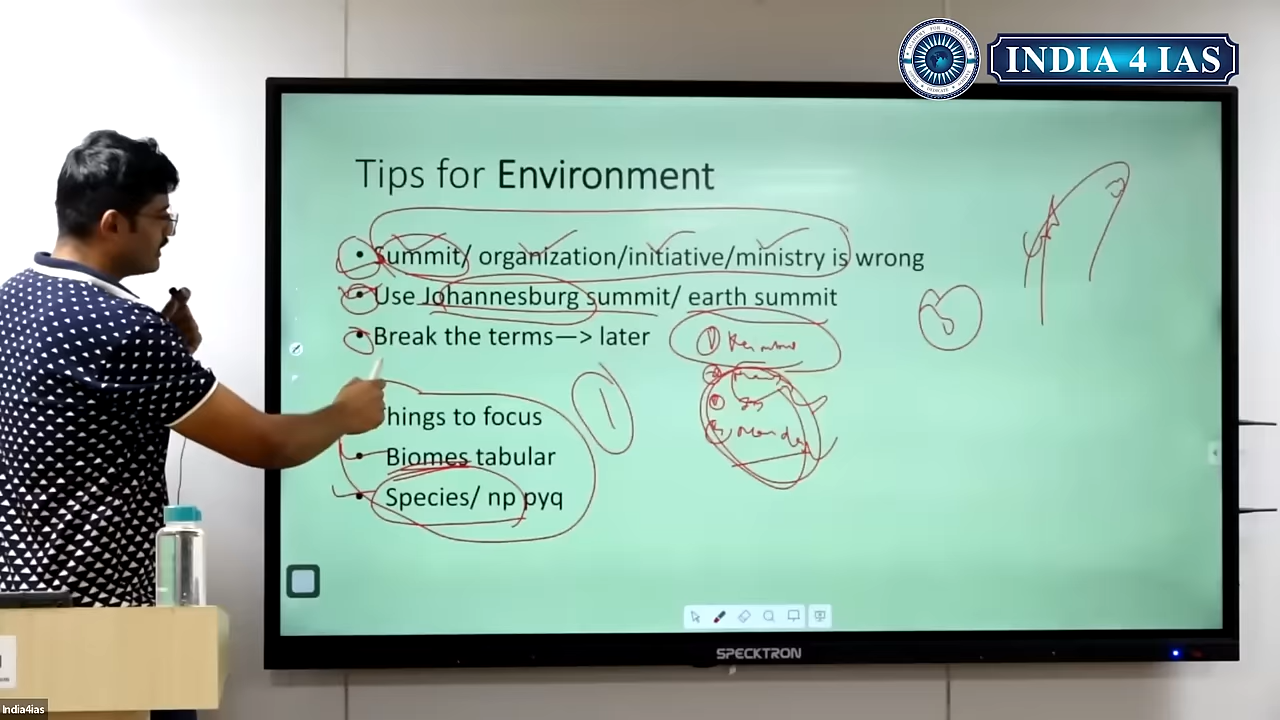 INDIA 4 IAS
Tips for Environment
• Summit/ organization/initiative/ministry is wrong
• Use Johannesburg summit/ earth summit
• Break the terms—> later
hings to focus
• Biomes tabular
• Species/ np pyq
SPECKTRON
India4ias